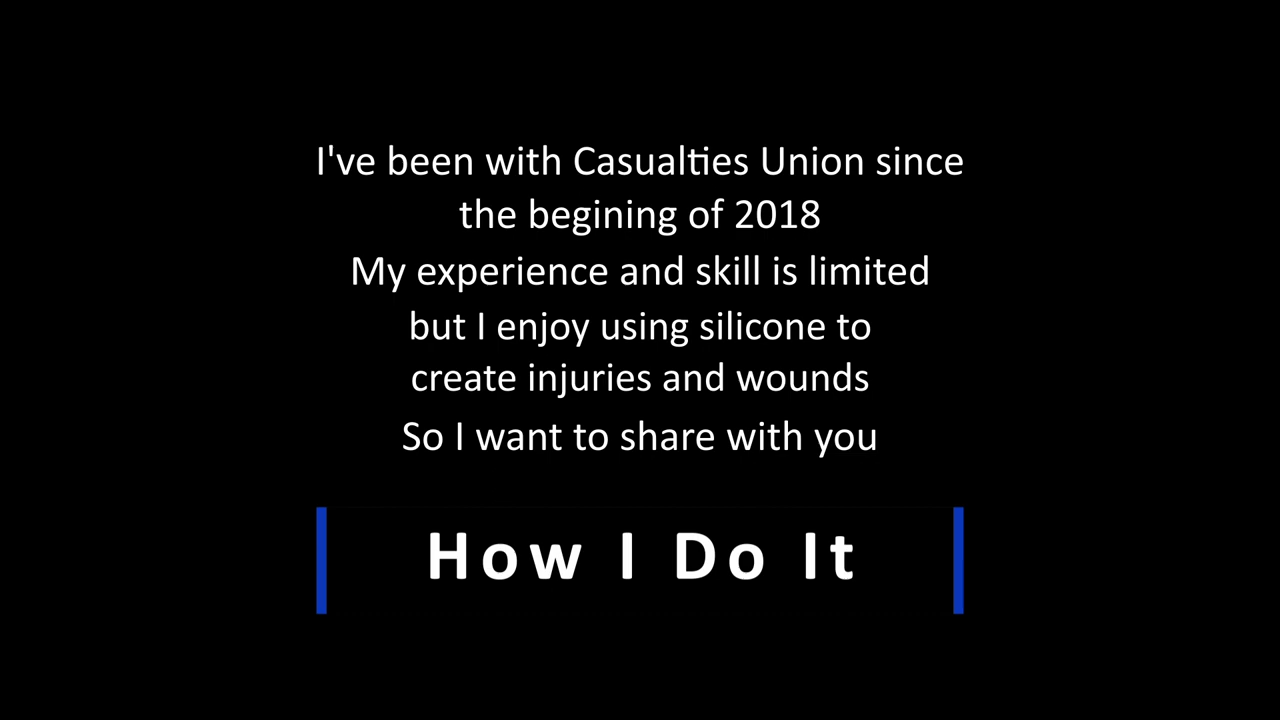 I've been with Casualties Union since
the begining of 2018
My experience and skill is limited
but I enjoy using silicone to
create injuries and wounds
So I want to share with you
How I Do It